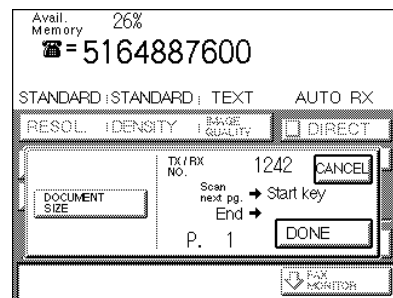 Avail. Memory 26%
☎=5164887600
STANDARD STANDARD TEXT AUTO RX
RESOL. DENSITY IMAGE QUALITY DIRECT
TX/RX NO. 1242 CANCEL
DOCUMENT SIZE
Scan next pg. → Start key
End →
P. 1 DONE
FAX MONITOR